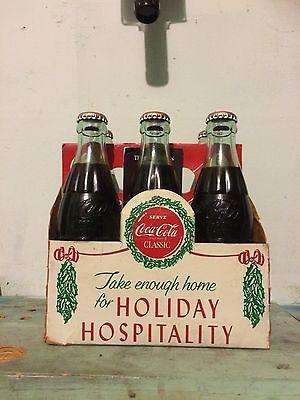 SERVE
Coca-Cola
CLASSIC
Take enough home
for HOLIDAY
HOSPITALITY